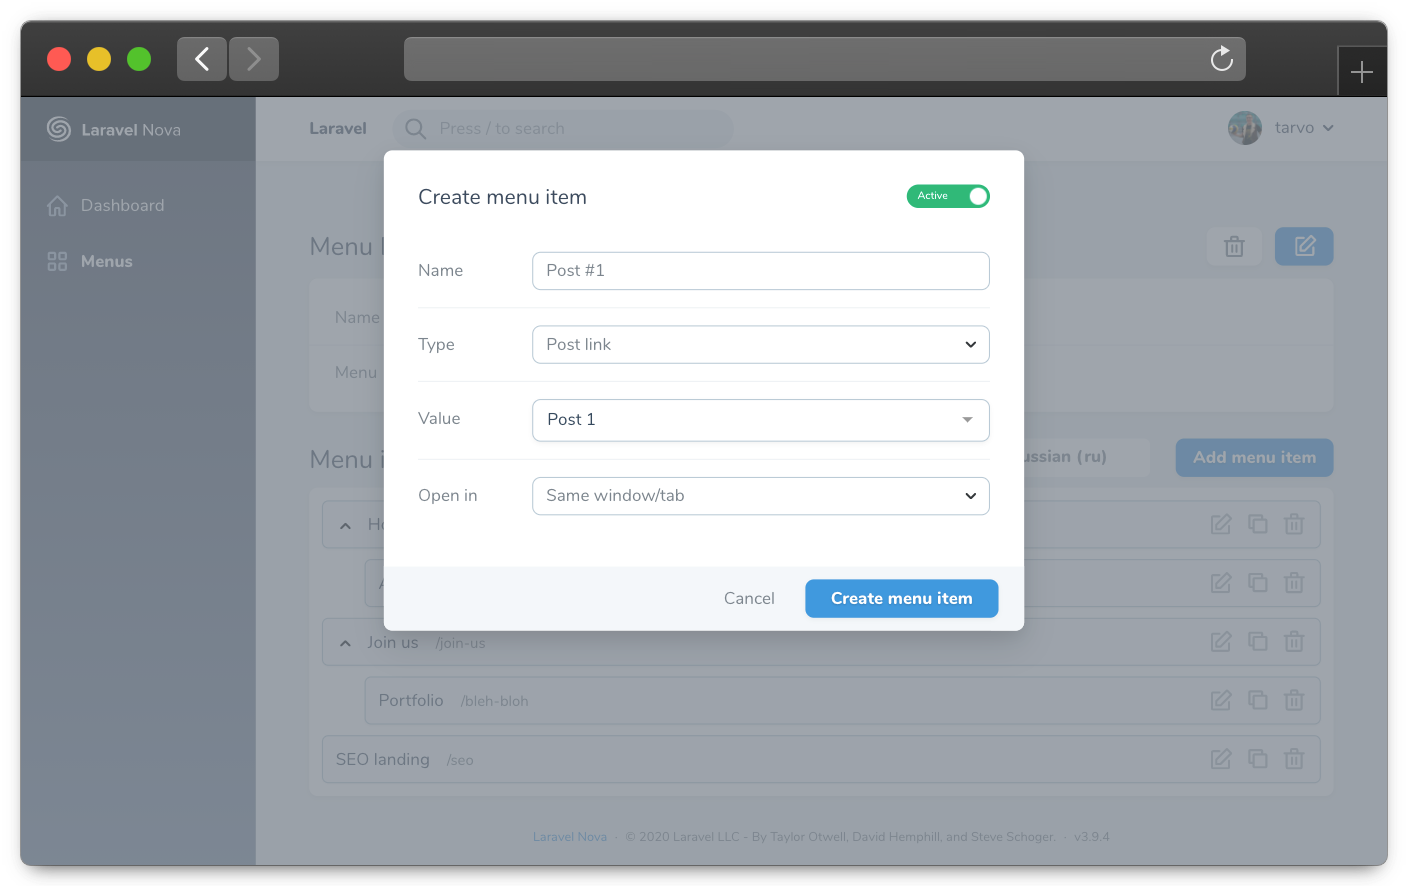 Laravel Nova
Laravel
Press / to search
tarvo
Dashboard
Menus
Create menu item
Active
Menu
Name
Post #1
Name
Type
Post link
Menu
Value
Post 1
Menu
(ru)
Add menu item
Open in
Same window/tab
Cancel
Create menu item
Join us /join-us
Portfolio /bleh-bloh
SEO landing /seo
Laravel Nova · © 2020 Laravel LLC - By Taylor Otwell, David Hemphill, and Steve Schoger. · v3.9.4